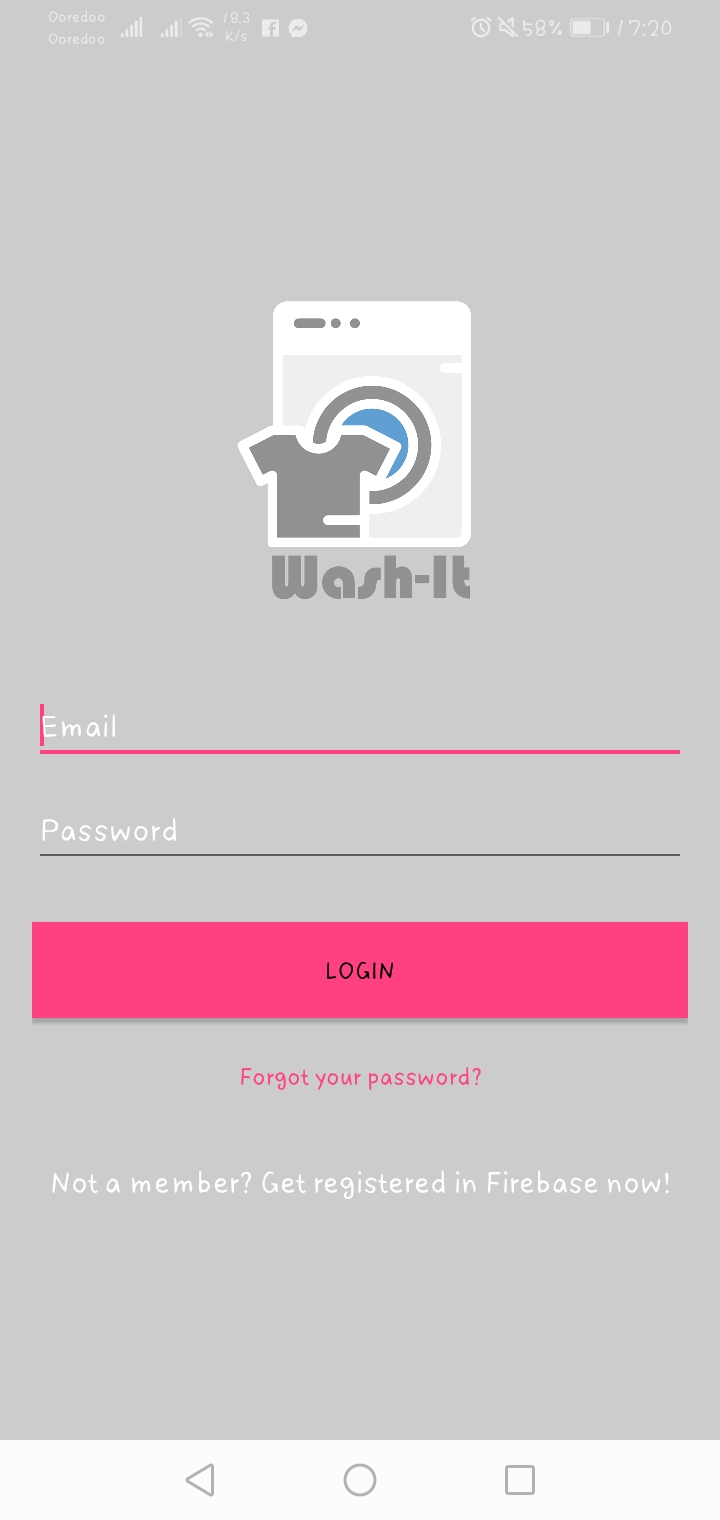 Ooredoo
Ooredoo
18.3
K/s
58%
17:20
Wash-It
Email
Password
LOGIN
Forgot your password?
Not a member? Get registered in Firebase now!